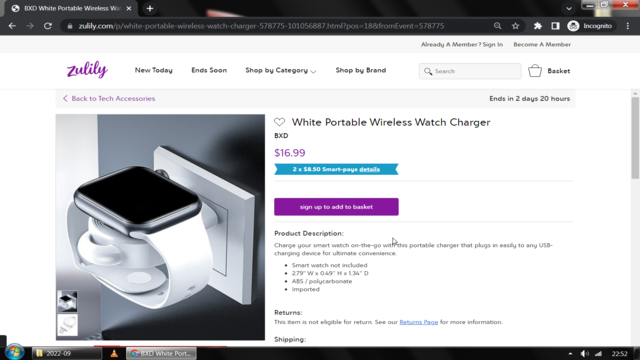 BXD White Portable Wireless Wat
zulily.com/p/white-portable-wireless-watch-charger-578775-101056887.html?pos=18&fromEvent=578775
Incognito
Already A Member? Sign In
Become A Member
zulily
New Today
Ends Soon
Shop by Category
Shop by Brand
Search
Basket
Back to Tech Accessories
Ends in 2 days 20 hours
White Portable Wireless Watch Charger
BXD
$16.99
2 x $8.50 Smart-pays details
sign up to add to basket
Product Description:
Charge your smart watch on-the-go with this portable charger that plugs in easily to any USB-
charging device for ultimate convenience.
• Smart watch not included
• 2.79'' W x 0.49'' H x 1.34'' D
• ABS / polycarbonate
• Imported
Returns:
This item is not eligible for return. See our Returns Page for more information.
Shipping:
2022-09
BXD White Port...
22:52